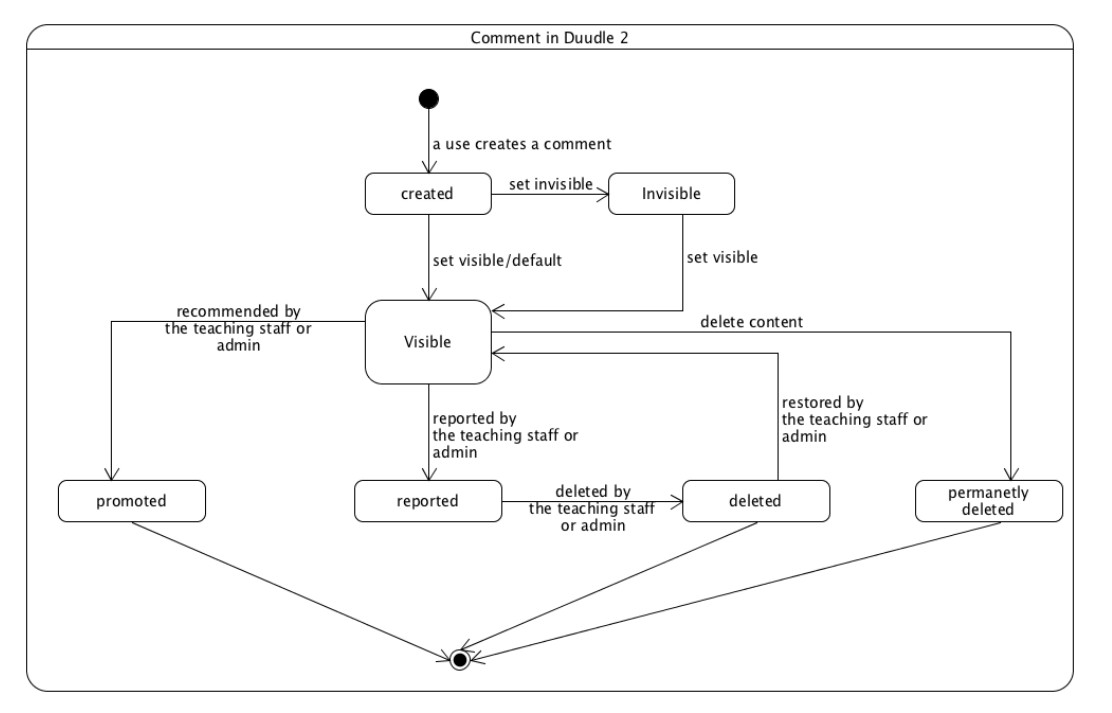 Comment in Duudle 2
a use creates a comment
created
set invisible
Invisible
set visible/default
set visible
recommended by
the teaching staff or
admin
Visible
delete content
reported by
the teaching staff or
admin
restored by
the teaching staff or
admin
promoted
reported
deleted by
the teaching staff
or admin
deleted
permanetly
deleted